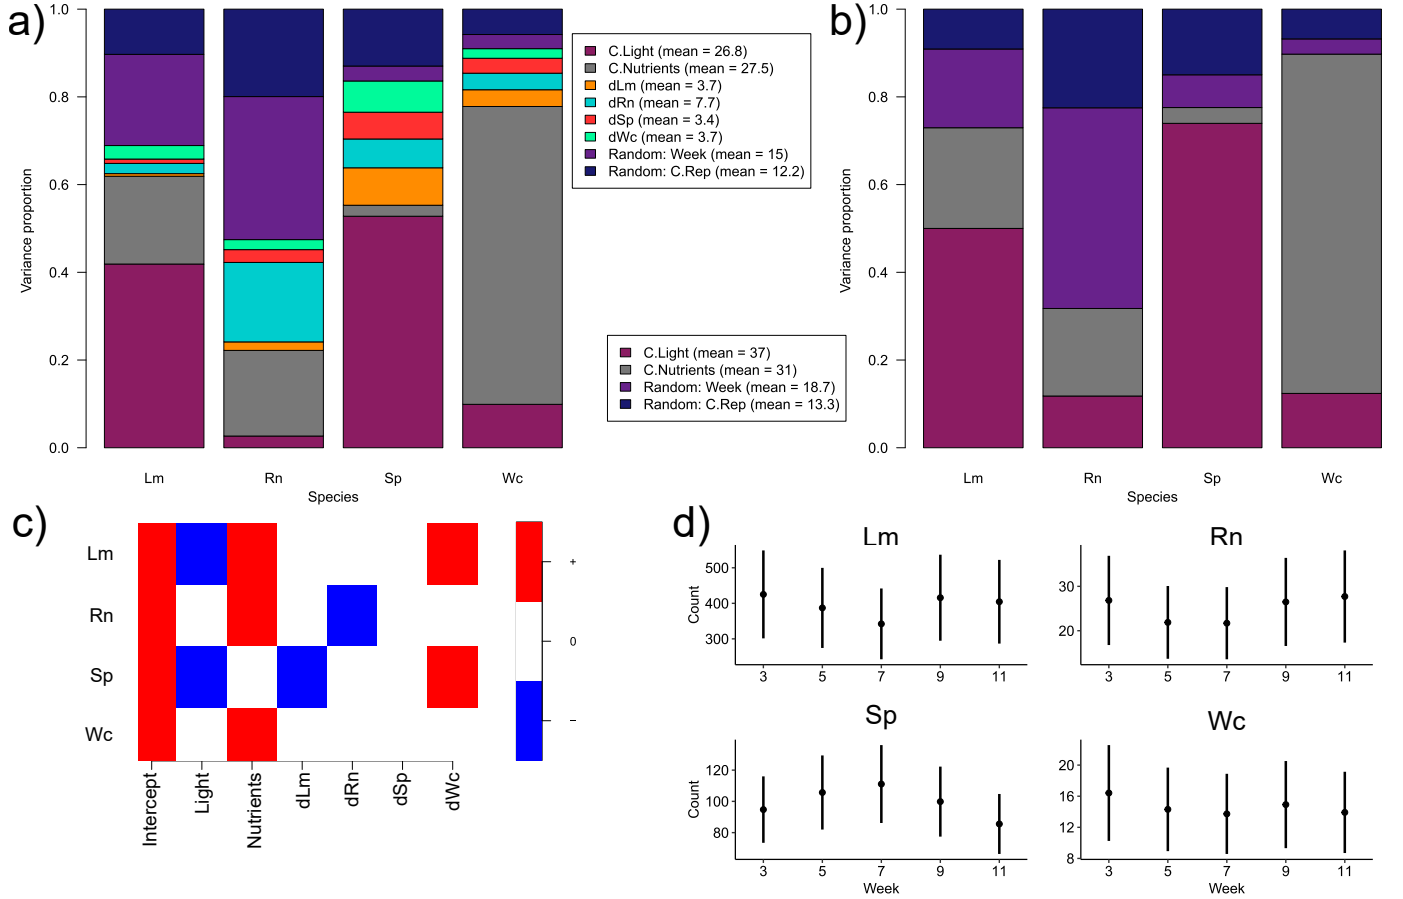 a)
1.0
0.8
0.6
0.4
0.2
0.0
Variance proportion
Lm
Rn
Sp
Wc
Species
C.Light (mean = 26.8)
C.Nutrients (mean = 27.5)
dLm (mean = 3.7)
dRn (mean = 7.7)
dSp (mean = 3.4)
dWc (mean = 3.7)
Random: Week (mean = 15)
Random: C.Rep (mean = 12.2)
b)
1.0
0.8
0.6
0.4
0.2
0.0
Variance proportion
Lm
Rn
Sp
Wc
Species
C.Light (mean = 37)
C.Nutrients (mean = 31)
Random: Week (mean = 18.7)
Random: C.Rep (mean = 13.3)
c)
Lm
Rn
Sp
Wc
Intercept
Light
Nutrients
dLm
dRn
dSp
dWc
+
0
−
d)
Lm
500
400
300
Count
3
5
7
9
11
Rn
30
20
3
5
7
9
11
Sp
120
100
80
Count
3
5
7
9
11
Week
Wc
20
16
12
8
3
5
7
9
11
Week